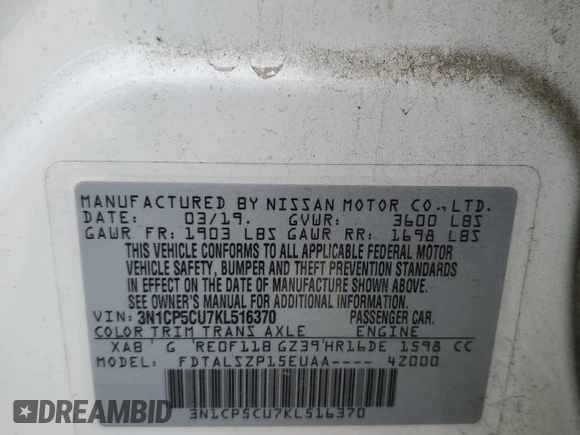 MANUFACTURED BY NISSAN MOTOR CO.,LTD.
DATE: 03/19. GVWR: 3600 LBS
GAWR FR: 1903 LBS GAWR RR: 1698 LBS
THIS VEHICLE CONFORMS TO ALL APPLICABLE FEDERAL MOTOR
VEHICLE SAFETY, BUMPER AND THEFT PREVENTION STANDARDS
IN EFFECT ON THE DATE OF MANUFACTURE SHOWN ABOVE.
SEE OWNER'S MANUAL FOR ADDITIONAL INFORMATION.
VIN: 3N1CP5CU7KL516370 PASSENGER CAR.
COLOR TRIM TRANS AXLE ENGINE
XAB' G 'RE0F11B GZ39'HR16DE 1598 CC
MODEL: FDTALSZP15EUAA---- 4Z000
3N1CP5CU7KL516370
EPICBIDAMERICA
EPICBIDAMERICA.COM